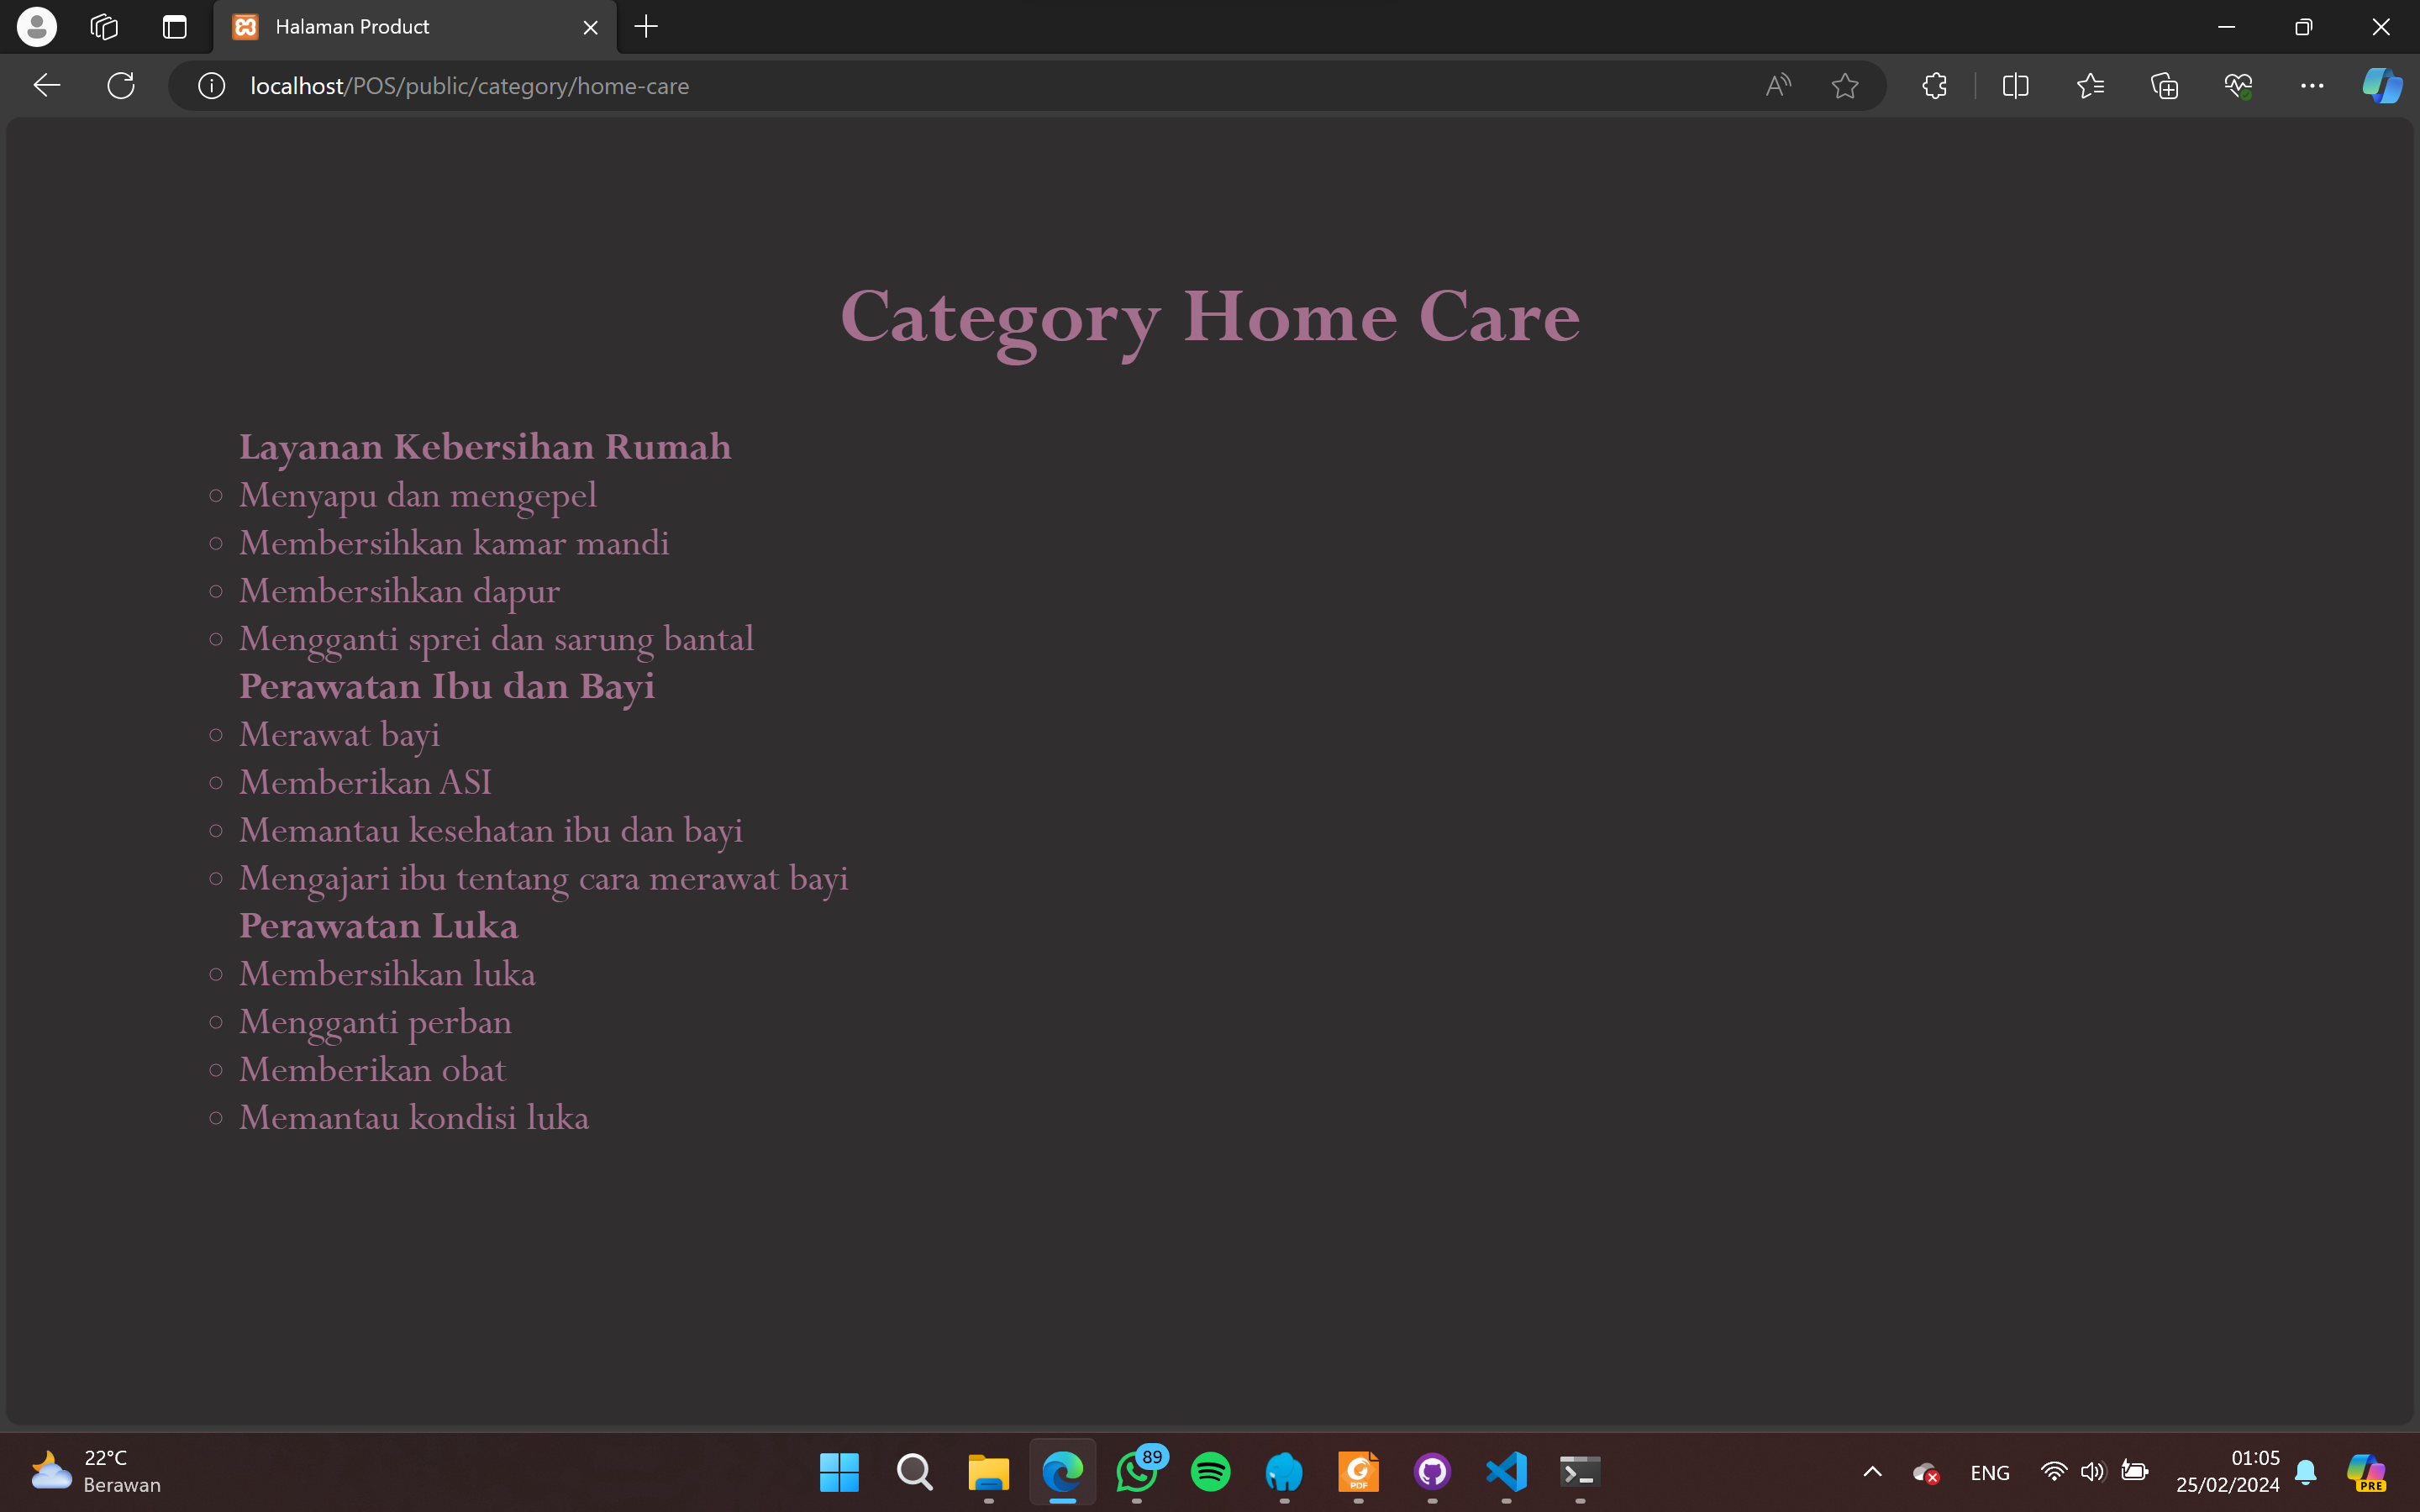 Halaman Product
localhost/POS/public/category/home-care
Category Home Care
Layanan Kebersihan Rumah
Menyapu dan mengepel
Membersihkan kamar mandi
Membersihkan dapur
Mengganti sprei dan sarung bantal
Perawatan Ibu dan Bayi
Merawat bayi
Memberikan ASI
Memantau kesehatan ibu dan bayi
Mengajari ibu tentang cara merawat bayi
Perawatan Luka
Membersihkan luka
Mengganti perban
Memberikan obat
Memantau kondisi luka
22°C
Berawan
89
PDF
ENG
01:05
25/02/2024
PRE